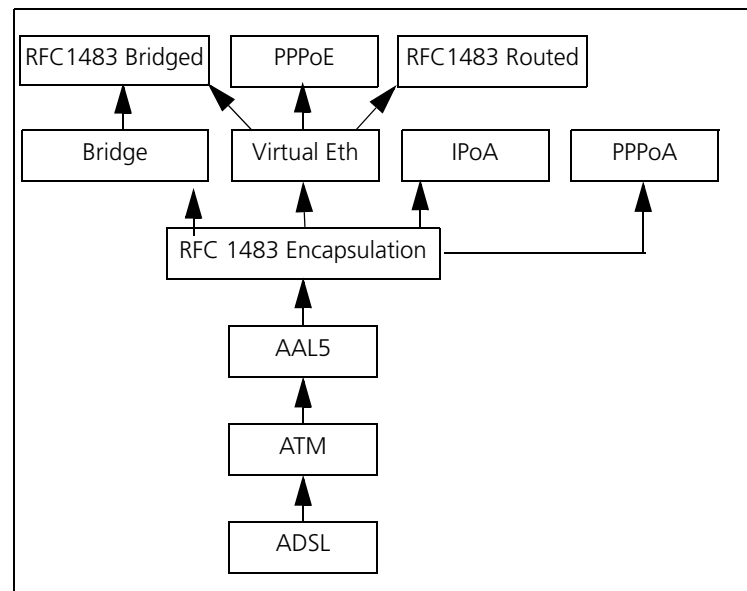 RFC1483 Bridged
PPPoE
RFC1483 Routed
Bridge
Virtual Eth
IPoA
PPPoA
RFC 1483 Encapsulation
AAL5
ATM
ADSL